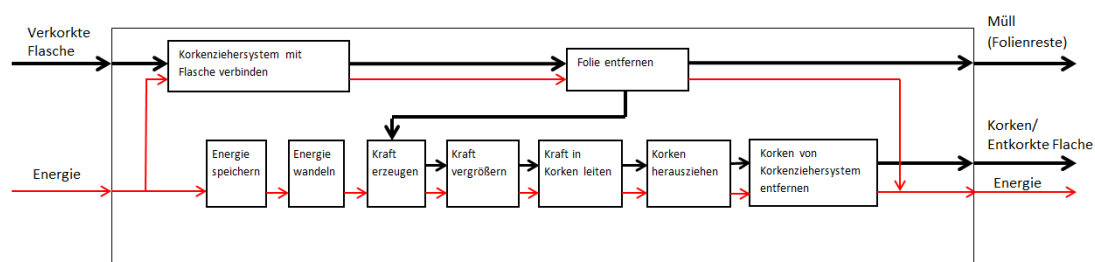 Verkorkte
Flasche
Müll
(Folienreste)
Korkenziehersystem mit
Flasche verbinden
Folie entfernen
Energie
Energie
speichern
Energie
wandeln
Kraft
erzeugen
Kraft
vergrößern
Kraft in
Korken leiten
Korken
herausziehen
Korken von
Korkenziehersystem
entfernen
Korken/
Entkorkte Flache
Energie